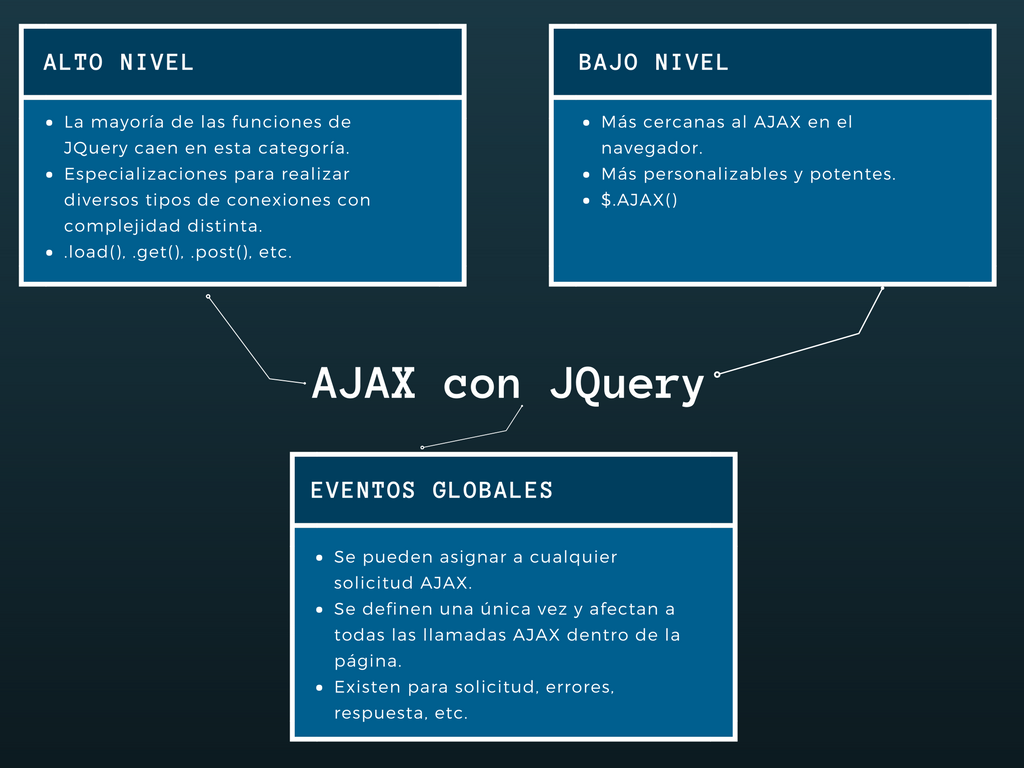 ALTO NIVEL
• La mayoría de las funciones de
JQuery caen en esta categoría.
• Especializaciones para realizar
diversos tipos de conexiones con
complejidad distinta.
• .load(), .get(), .post(), etc.
BAJO NIVEL
• Más cercanas al AJAX en el
navegador.
• Más personalizables y potentes.
• $.AJAX()
AJAX con JQuery
EVENTOS GLOBALES
• Se pueden asignar a cualquier
solicitud AJAX.
• Se definen una única vez y afectan a
todas las llamadas AJAX dentro de la
página.
• Existen para solicitud, errores,
respuesta, etc.